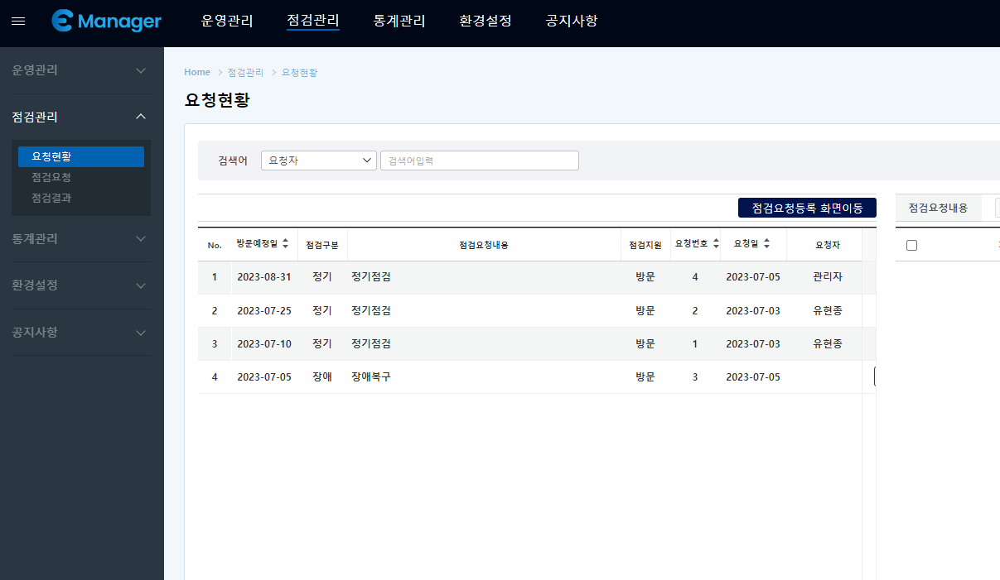 Manager 운영관리 점검관리 통계관리 환경설정 공지사항
운영관리
점검관리
요청현황
점검요청
점검결과
통계관리
환경설정
공지사항
Home 점검관리 요청현황
요청현황
검색어 요청자 검색어입력
점검요청등록 화면이동
No. 방문예정일 점검구분 점검요청내용 점검지원 요청번호 요청일 요청자
1 2023-08-31 정기 정기점검 방문 4 2023-07-05 관리자
2 2023-07-25 정기 정기점검 방문 2 2023-07-03 유현종
3 2023-07-10 정기 정기점검 방문 1 2023-07-03 유현종
4 2023-07-05 장애 장애복구 방문 3 2023-07-05
점검요청내용